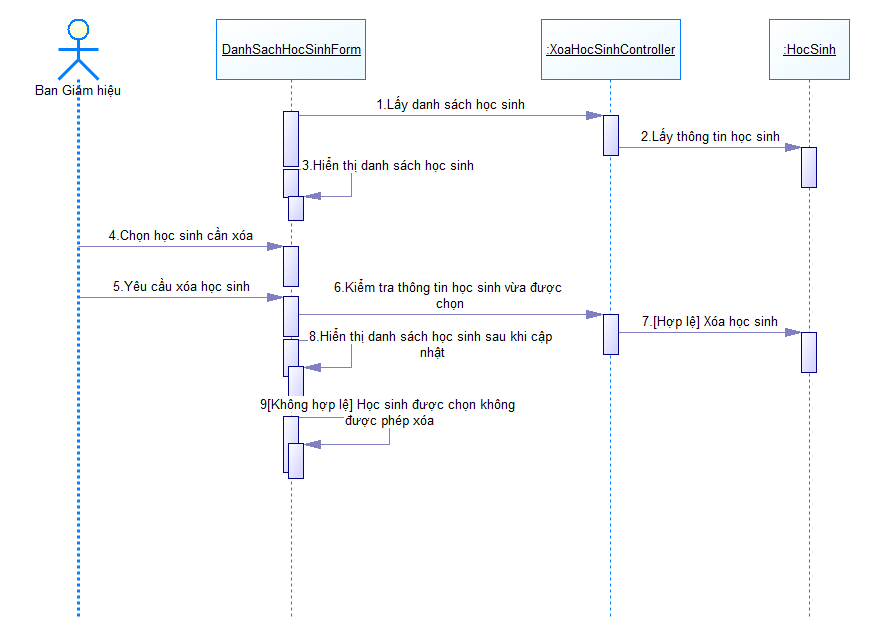 DanhSachHocSinhForm
:XoaHocSinhController
:HocSinh
Ban Giám hiệu
1.Lấy danh sách học sinh
2.Lấy thông tin học sinh
3.Hiển thị danh sách học sinh
4.Chọn học sinh cần xóa
5.Yêu cầu xóa học sinh
6.Kiểm tra thông tin học sinh vừa được
chọn
7.[Hợp lệ] Xóa học sinh
8.Hiển thị danh sách học sinh sau khi cập
nhật
9[Không hợp lệ] Học sinh được chọn không
được phép xóa